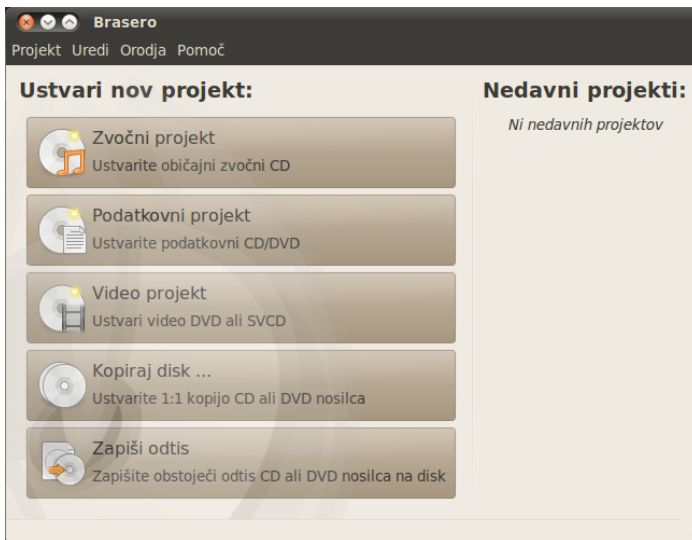 Brasero
Projekt Uredi Orodja Pomoč
Ustvari nov projekt:
Zvočni projekt
Ustvarite običajni zvočni CD
Podatkovni projekt
Ustvarite podatkovni CD/DVD
Video projekt
Ustvari video DVD ali SVCD
Kopiraj disk ...
Ustvarite 1:1 kopijo CD ali DVD nosilca
Zapiši odtis
Zapišite obstoječi odtis CD ali DVD nosilca na disk
Nedavni projekti:
Ni nedavnih projektov